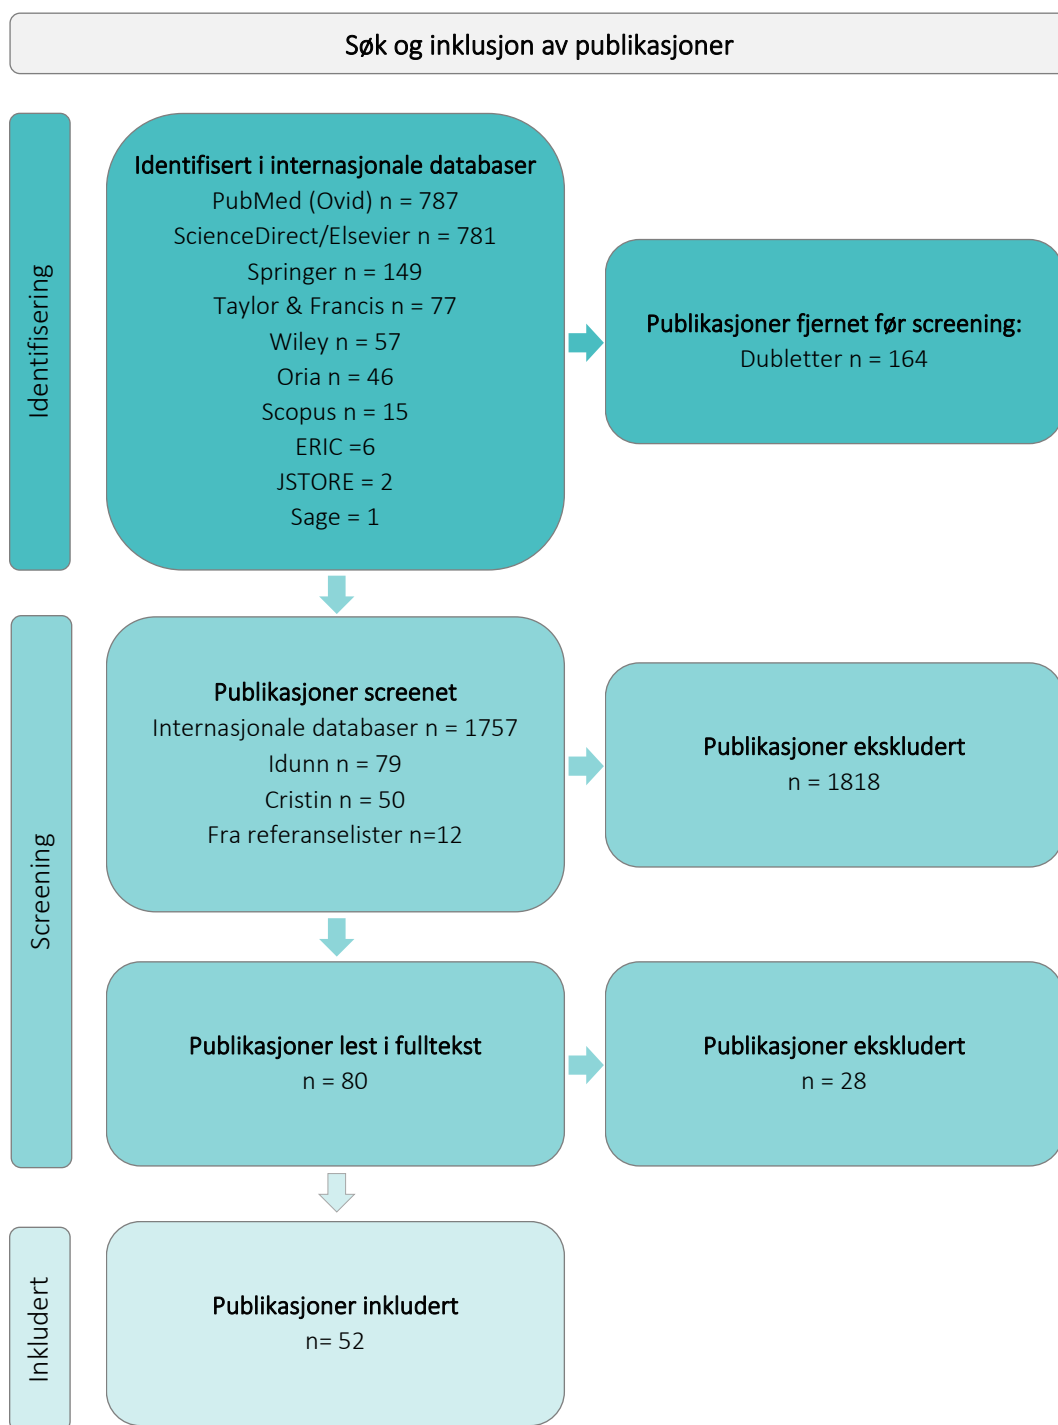 Søk og inklusjon av publikasjoner
Identifisering
Identifisert i internasjonale databaser
PubMed (Ovid) n = 787
ScienceDirect/Elsevier n = 781
Springer n = 149
Taylor & Francis n = 77
Wiley n = 57
Oria n = 46
Scopus n = 15
ERIC =6
JSTORE = 2
Sage = 1
Publikasjoner fjernet før screening:
Dubletter n = 164
Screening
Publikasjoner screenet
Internasjonale databaser n = 1757
Idunn n = 79
Cristin n = 50
Fra referanselister n=12
Publikasjoner ekskludert
n = 1818
Publikasjoner lest i fulltekst
n = 80
Publikasjoner ekskludert
n = 28
Inkludert
Publikasjoner inkludert
n= 52